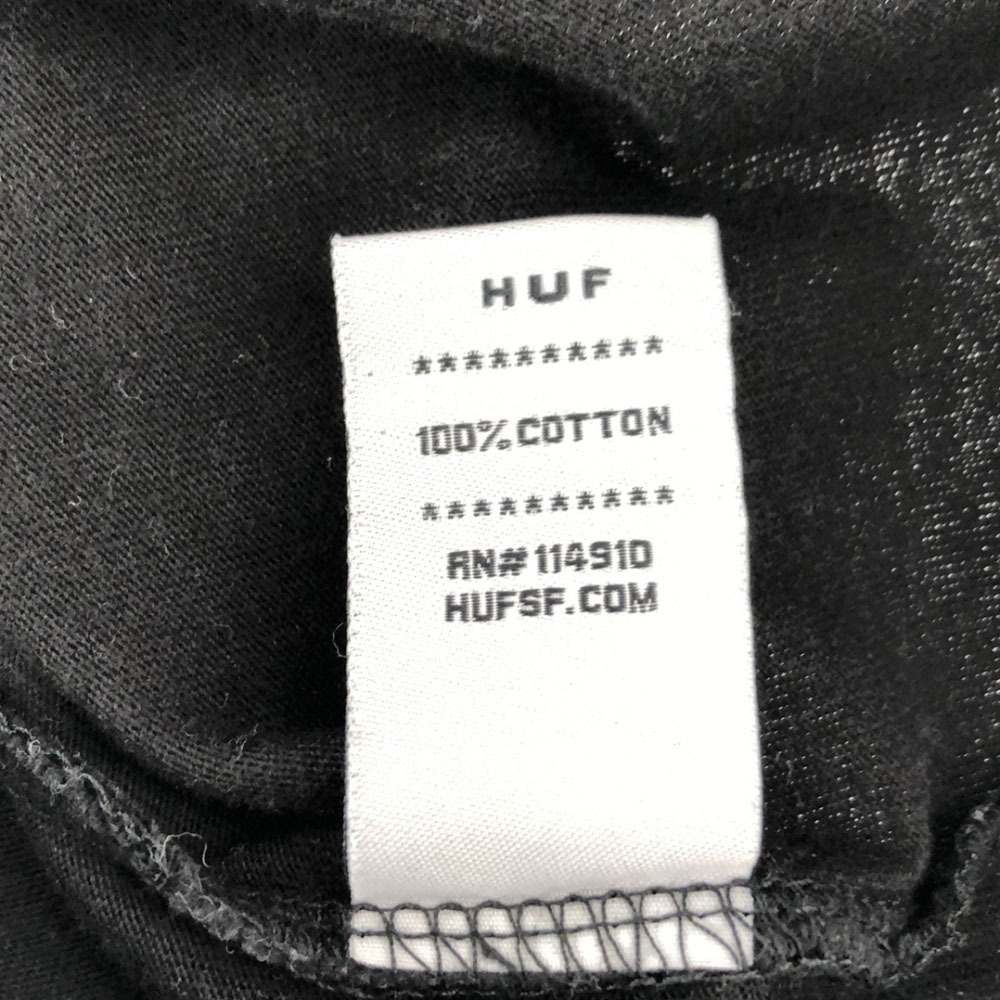 HUF
**********
100% COTTON
**********
RN# 114910
HUFSF.COM